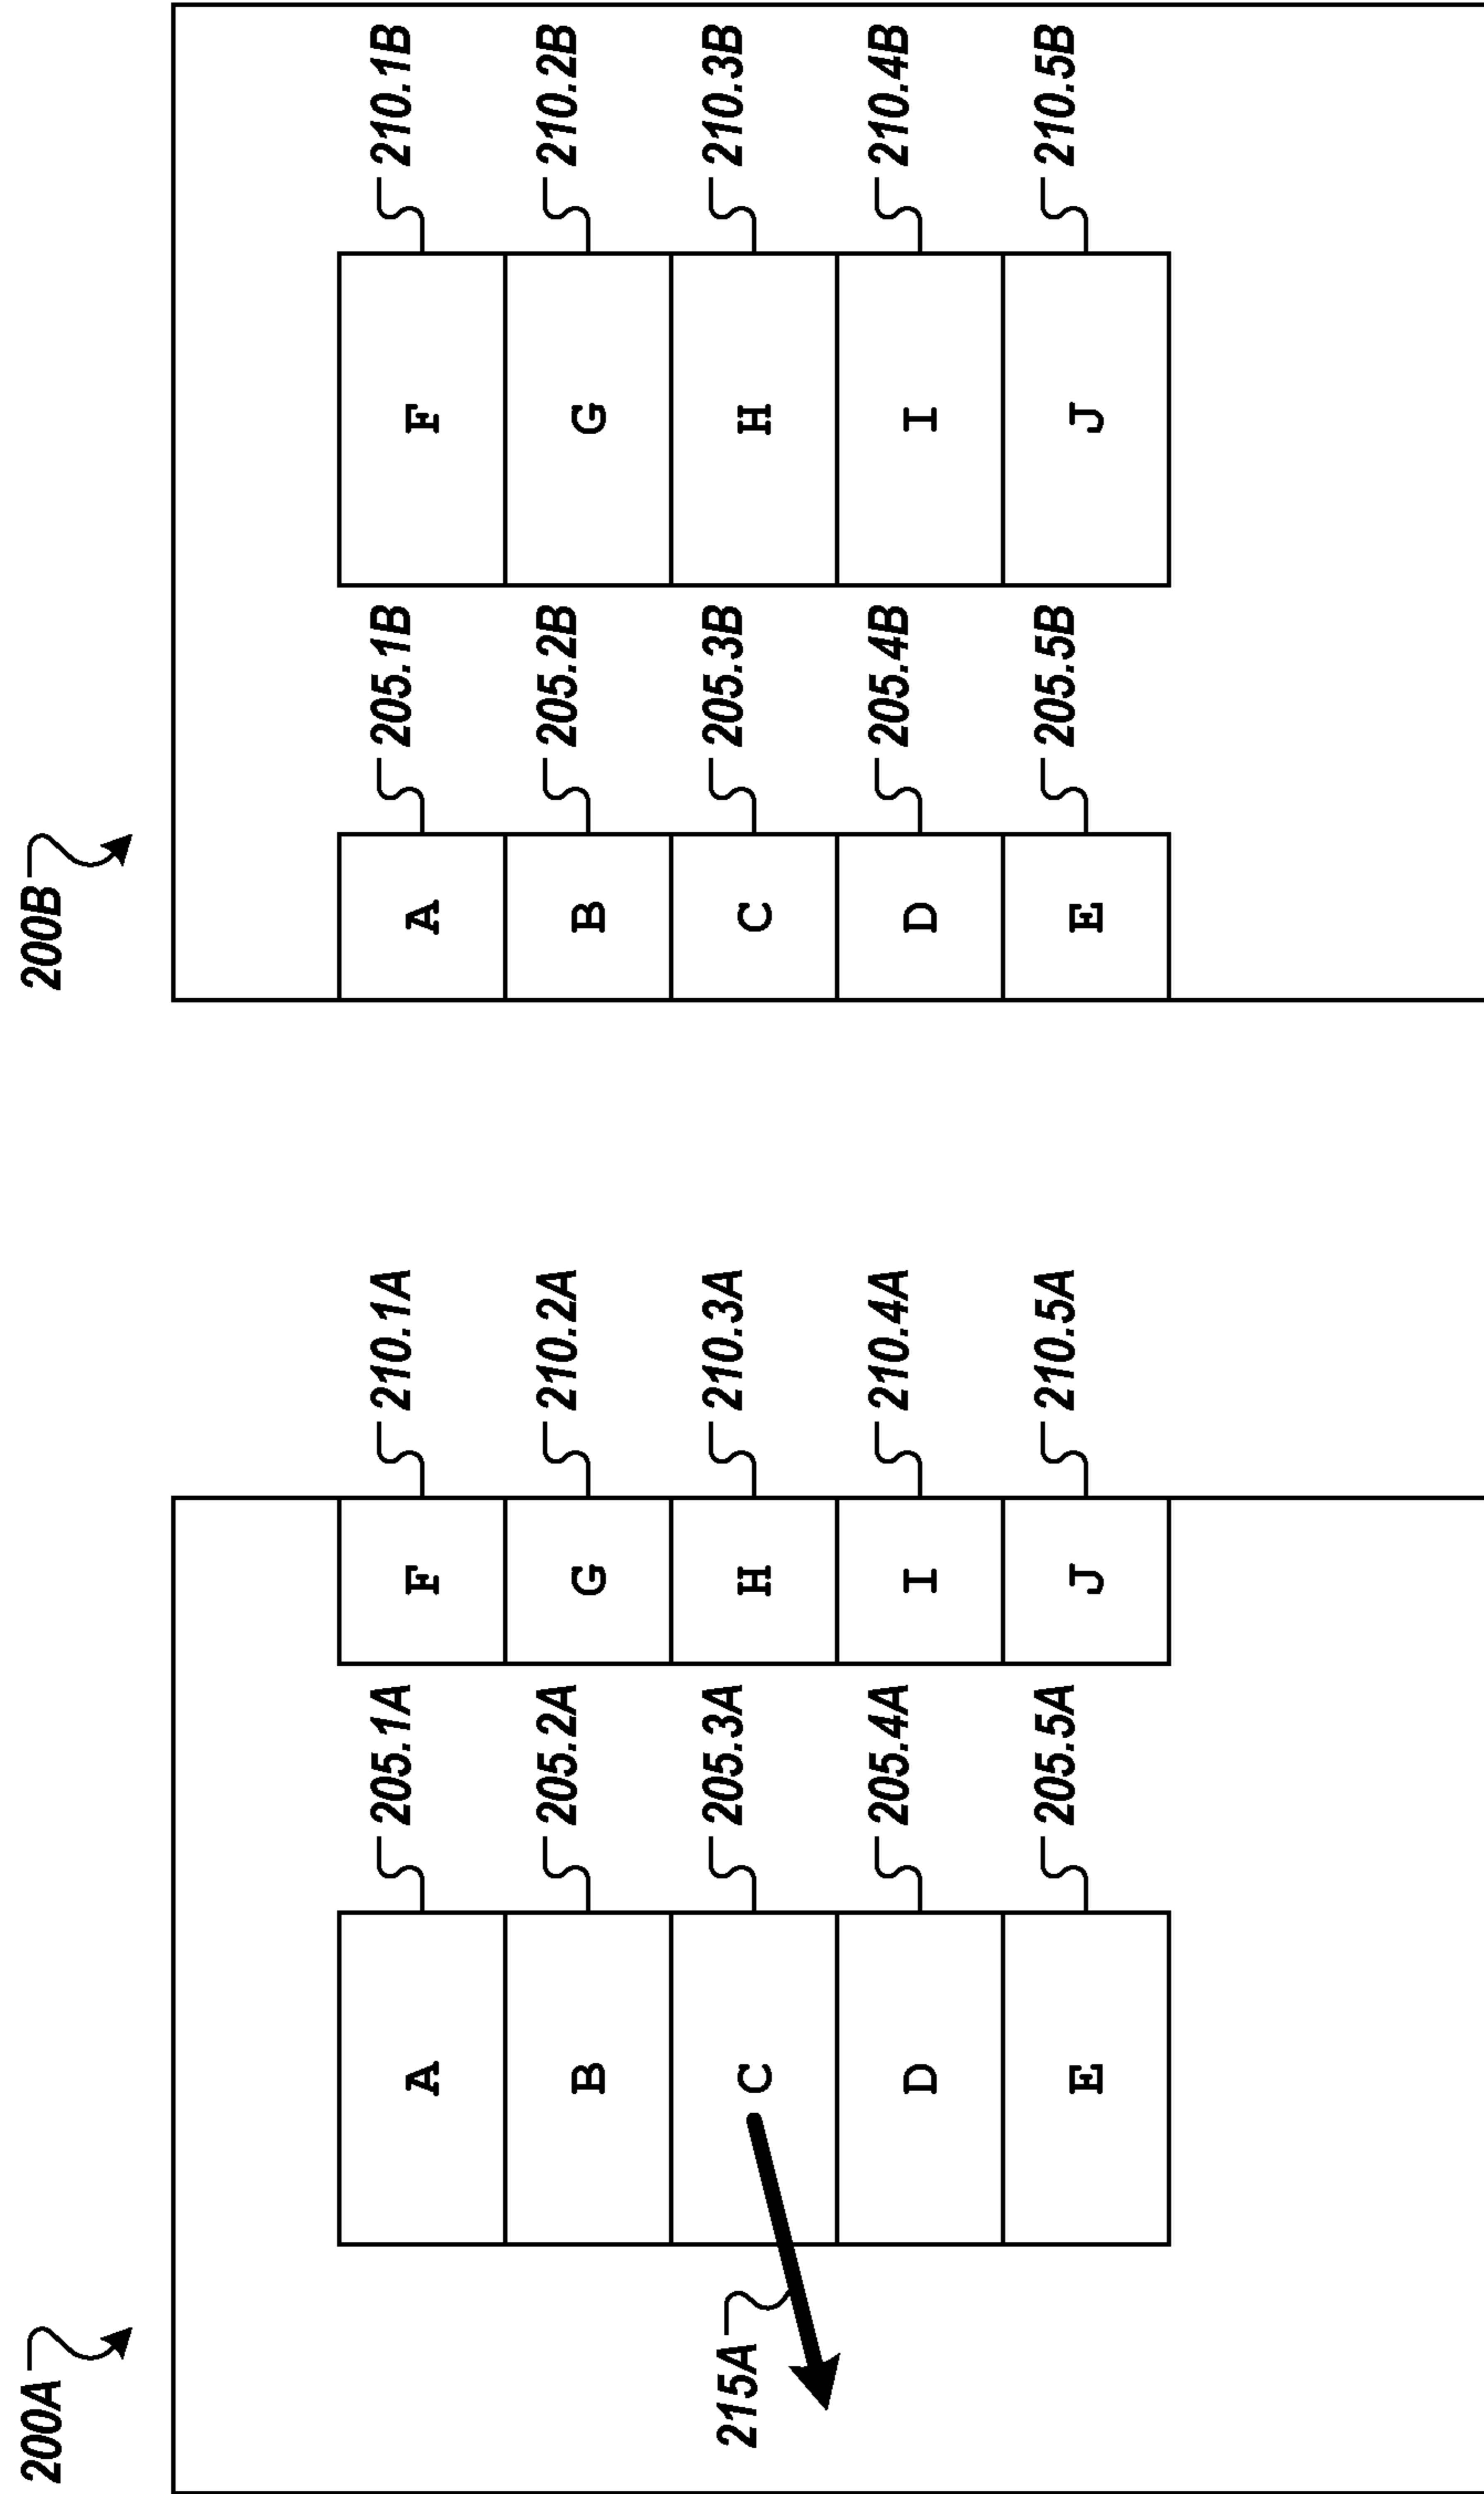 200A
200B
A
205.1A
F
210.1A
A
205.1B
F
210.1B
B
205.2A
G
210.2A
B
205.2B
G
210.2B
215A
C
205.3A
H
210.3A
C
205.3B
H
210.3B
D
205.4A
I
210.4A
D
205.4B
I
210.4B
E
205.5A
J
210.5A
E
205.5B
J
210.5B